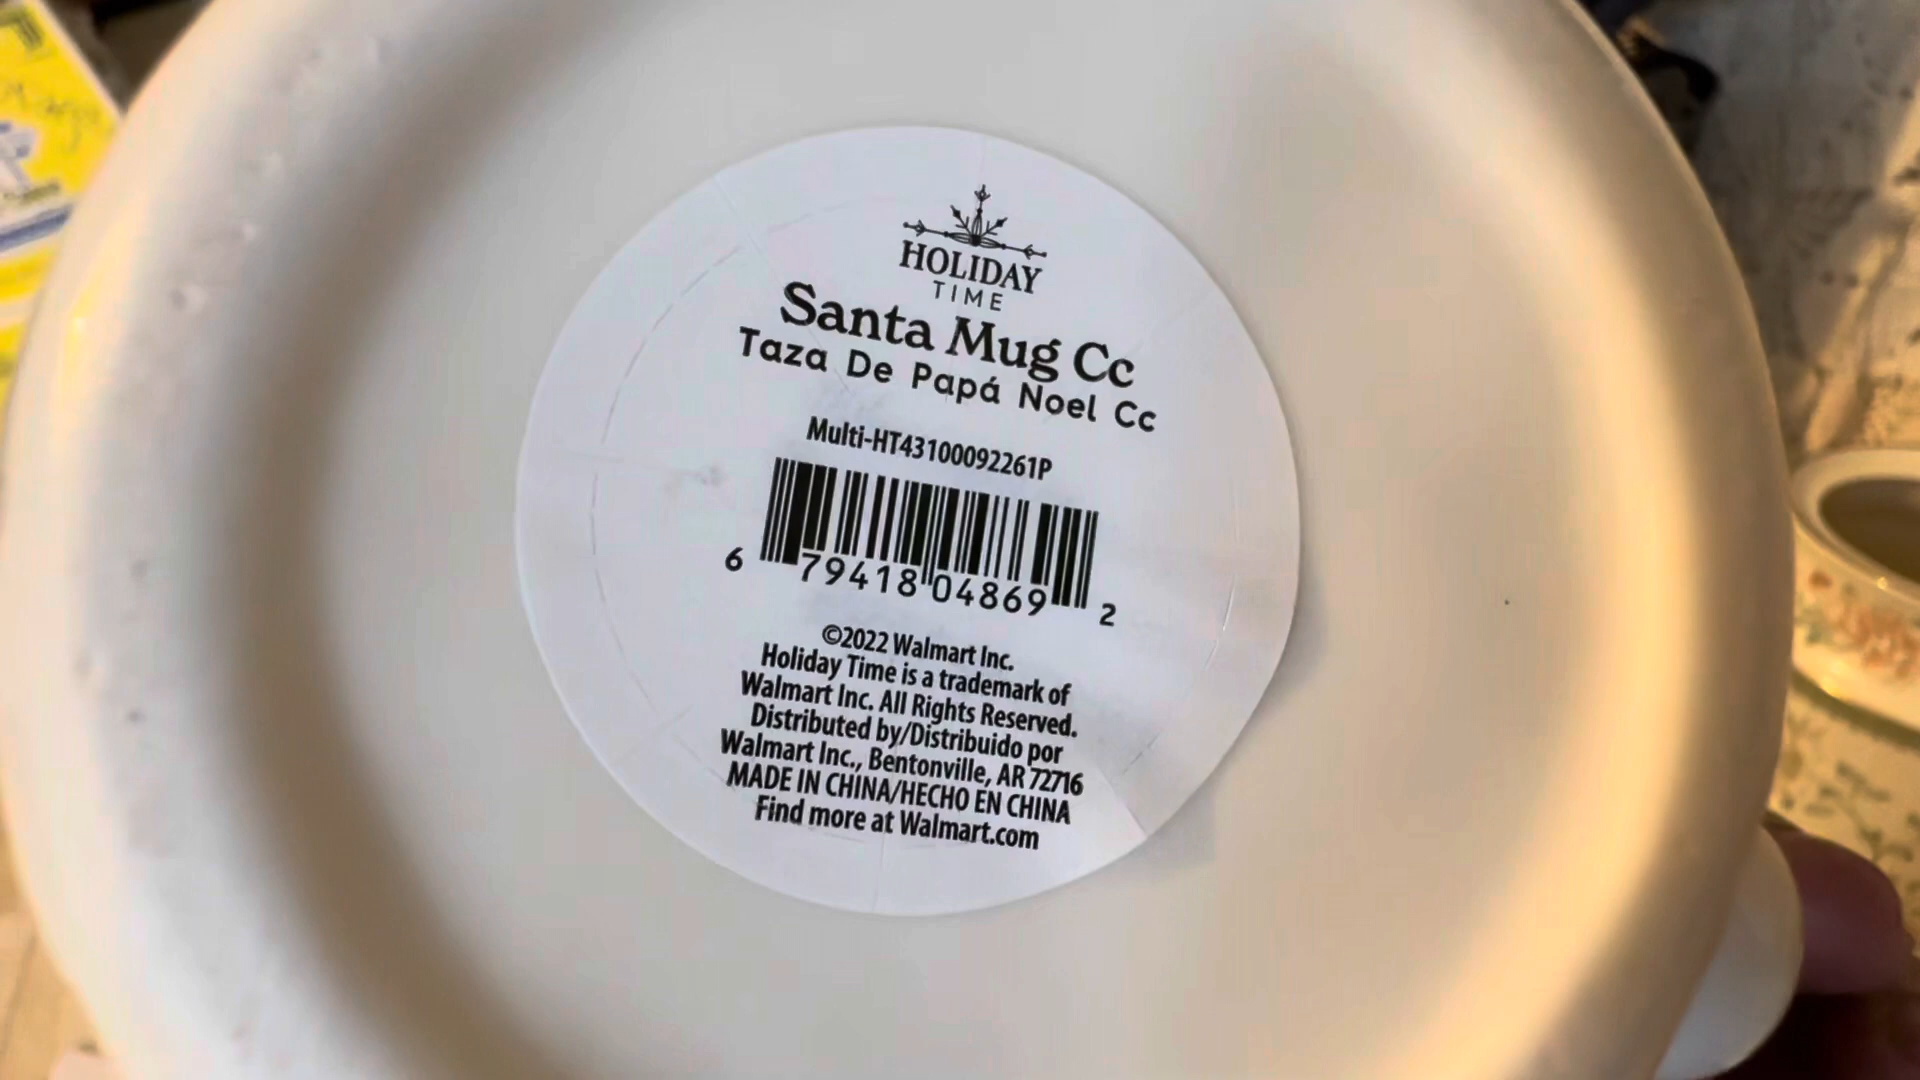 HOLIDAY
TIME
Santa Mug Cc
Taza De Papá Noel Cc
Multi-HT43100092261P
6 79418 04869 2
©2022 Walmart Inc.
Holiday Time is a trademark of
Walmart Inc. All Rights Reserved.
Distributed by/Distribuido por
Walmart Inc., Bentonville, AR 72716
MADE IN CHINA/HECHO EN CHINA
Find more at Walmart.com